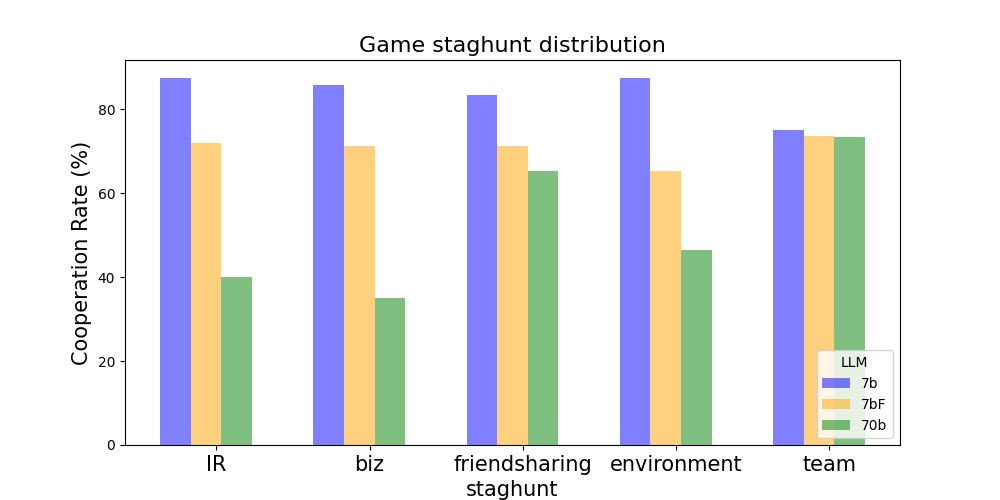 Game staghunt distribution
Cooperation Rate (%)
80
60
40
20
0
LLM
7b
7bF
70b
IR biz friendsharing environment team
staghunt